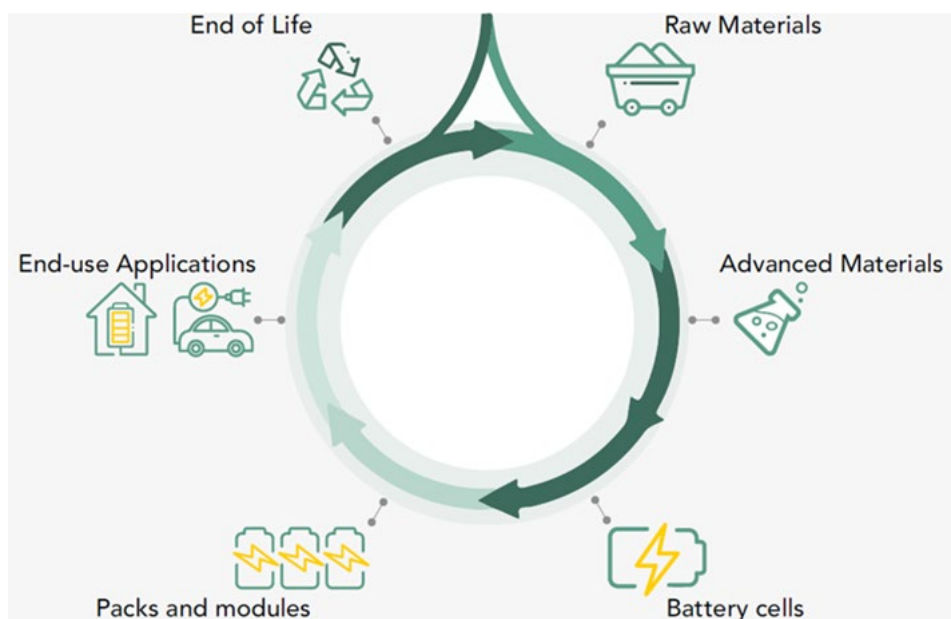 End of Life
Raw Materials
End-use Applications
Advanced Materials
Packs and modules
Battery cells